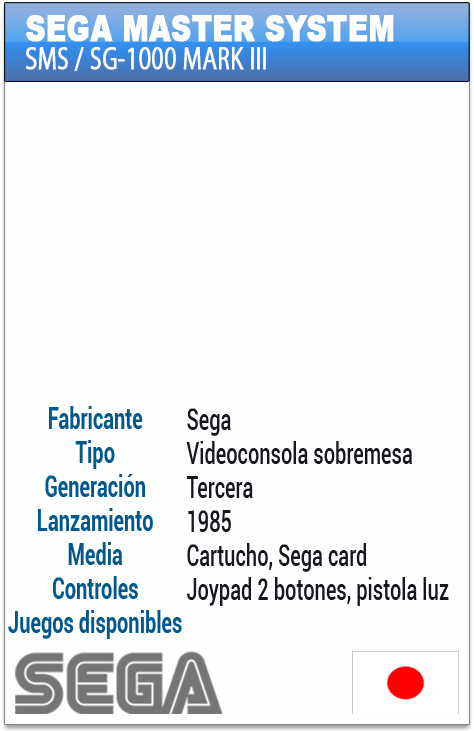 SEGA MASTER SYSTEM
SMS / SG-1000 MARK III
Fabricante Sega
Tipo Videoconsola sobremesa
Generación Tercera
Lanzamiento 1985
Media Cartucho, Sega card
Controles Joypad 2 botones, pistola luz
Juegos disponibles
SEGA